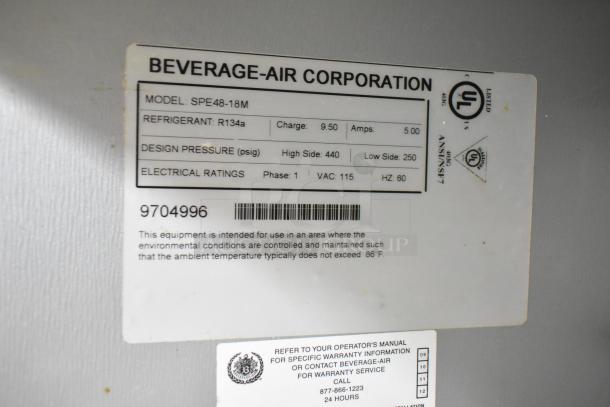 BEVERAGE-AIR CORPORATION
MODEL: SPE48-18M
REFRIGERANT: R134a Charge: 9.50 Amps: 5.00
DESIGN PRESSURE (psig) High Side: 440 Low Side: 250
ELECTRICAL RATINGS Phase: 1 VAC: 115 HZ: 60
9704996
This equipment is intended for use in an area where the
environmental conditions are controlled and maintained such
that the ambient temperature typically does not exceed 86°F
C UL US
LISTED
ANSI/NSF7
REFER TO YOUR OPERATOR'S MANUAL
FOR SPECIFIC WARRANTY INFORMATION
OR CONTACT BEVERAGE-AIR
FOR WARRANTY SERVICE
CALL
877-866-1223
24 HOURS
09
10
11
12